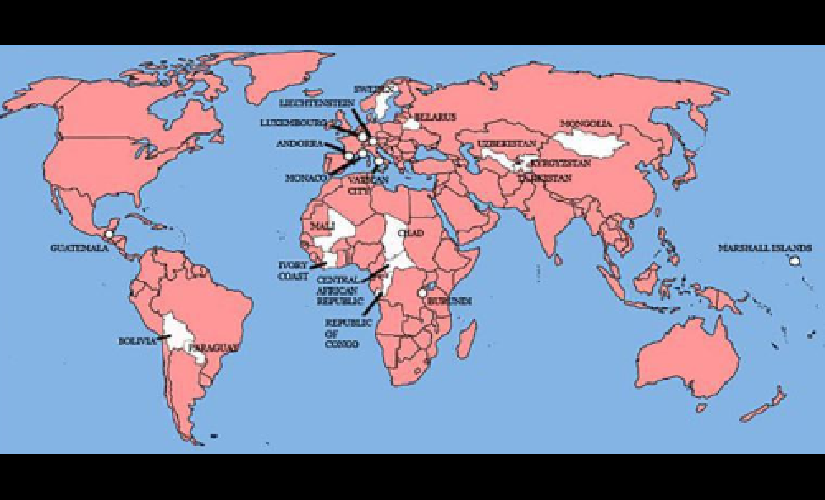 SWEDEN
LIECHTENSTEIN
LUXEMBOURG
BELARUS
MONGOLIA
ANDORRA
UZBEKISTAN
KYRGYZSTAN
MONACO
VATICAN
CITY
TAJIKISTAN
MALI
CHAD
GUATEMALA
MARSHALL ISLANDS
IVORY
COAST
CENTRAL
AFRICAN
REPUBLIC
BURUNDI
REPUBLIC
OF
CONGO
BOLIVIA
PARAGUAY